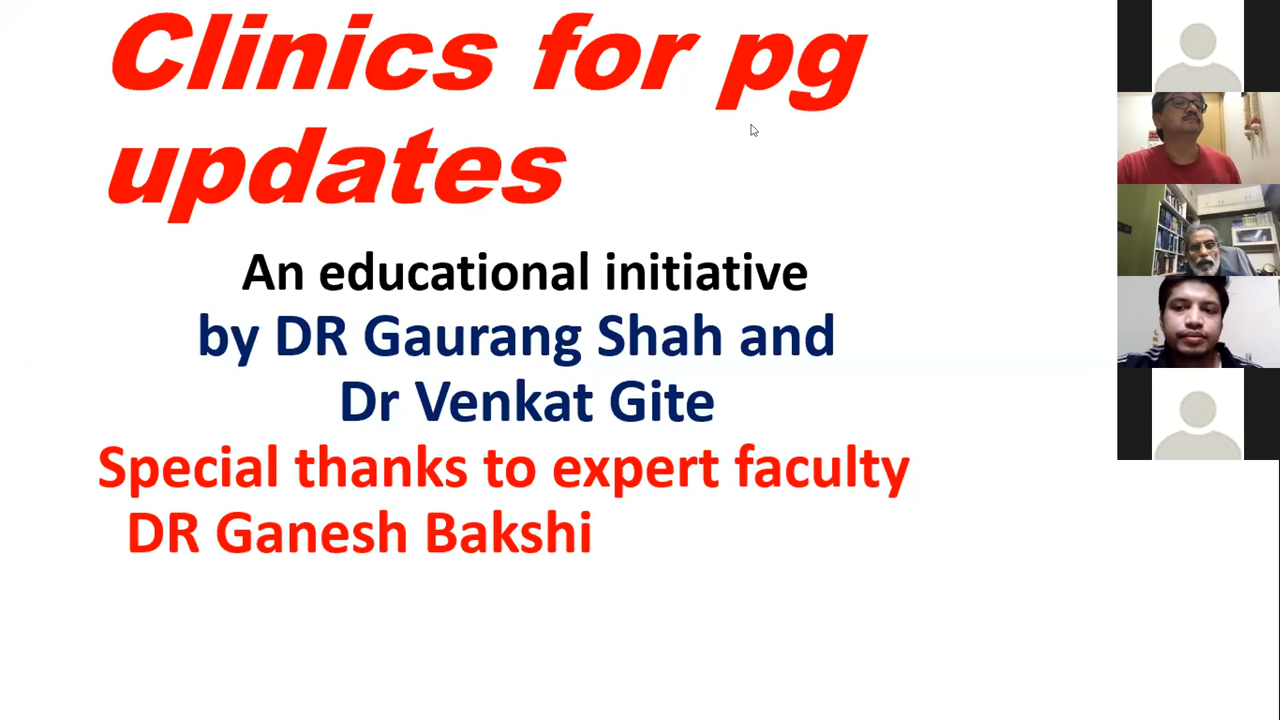 Clinics for pg
updates
An educational initiative
by DR Gaurang Shah and
Dr Venkat Gite
Special thanks to expert faculty
DR Ganesh Bakshi